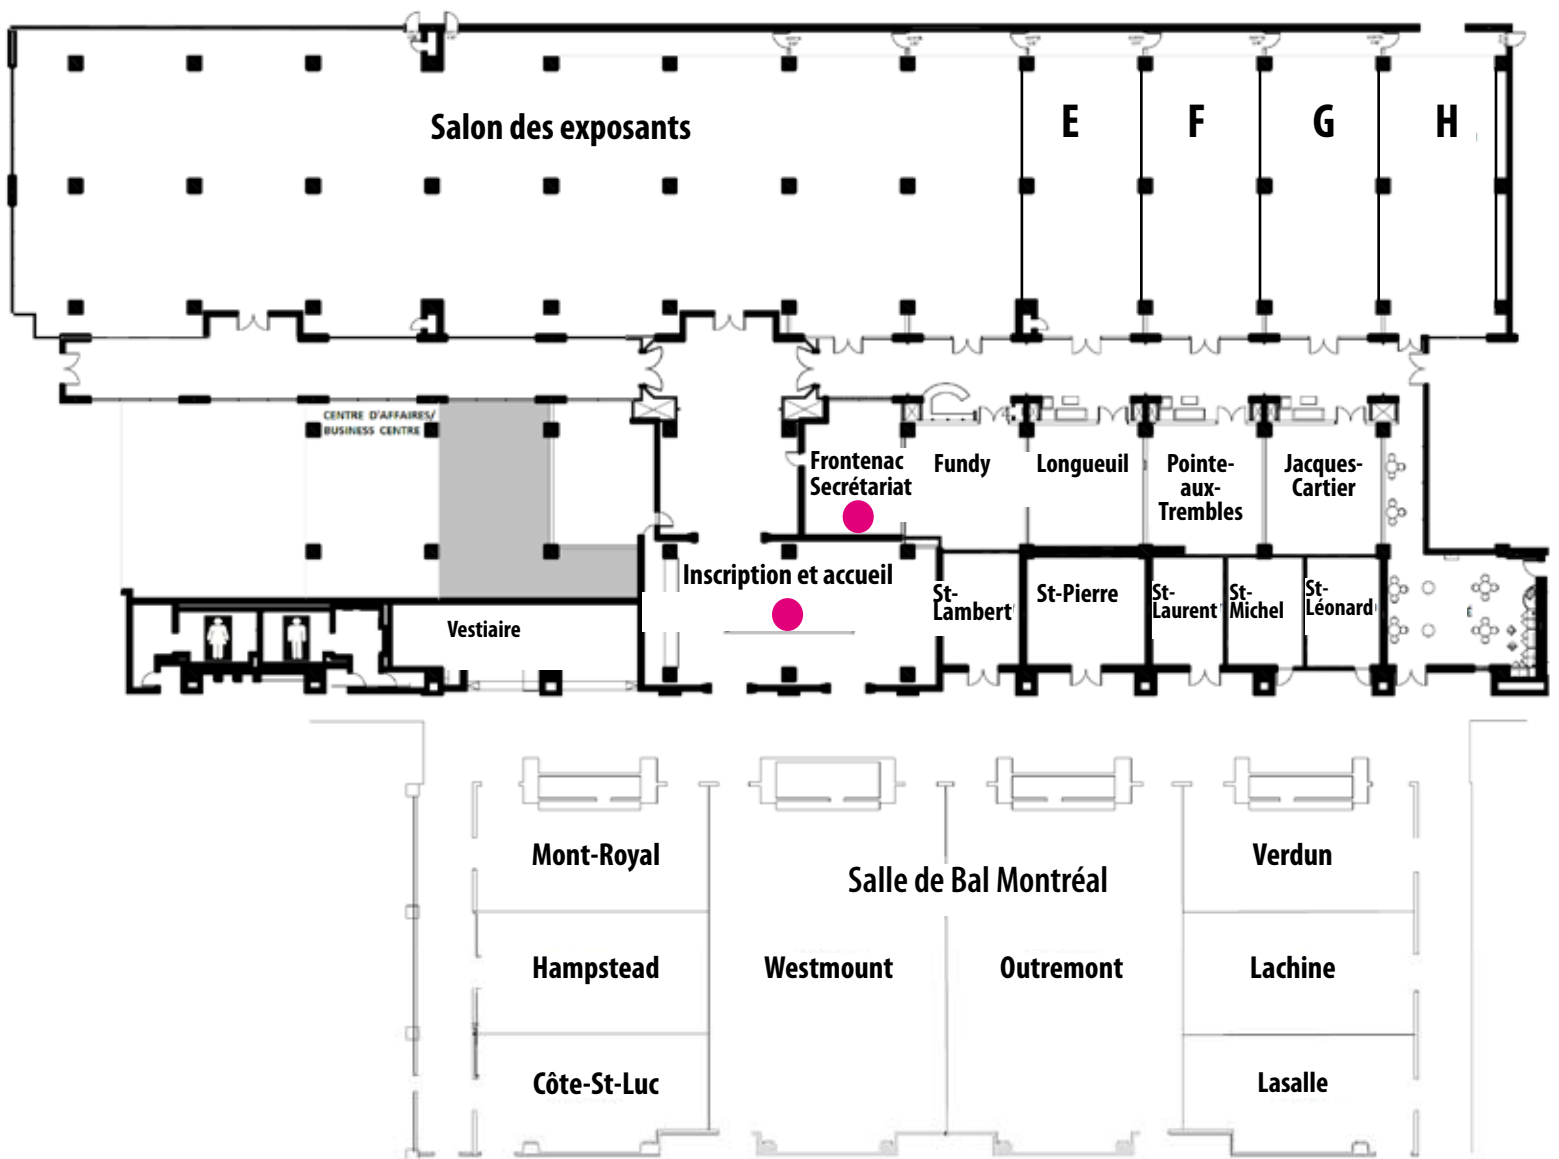 Salon des exposants
E
F
G
H
CENTRE D'AFFAIRES/
BUSINESS CENTRE
Frontenac
Secrétariat
Fundy
Longueuil
Pointe-
aux-
Trembles
Jacques-
Cartier
Inscription et accueil
St-
Lambert
St-Pierre
St-
Laurent
St-
Michel
St-
Léonard
Vestiaire
Mont-Royal
Verdun
Salle de Bal Montréal
Hampstead
Westmount
Outremont
Lachine
Côte-St-Luc
Lasalle